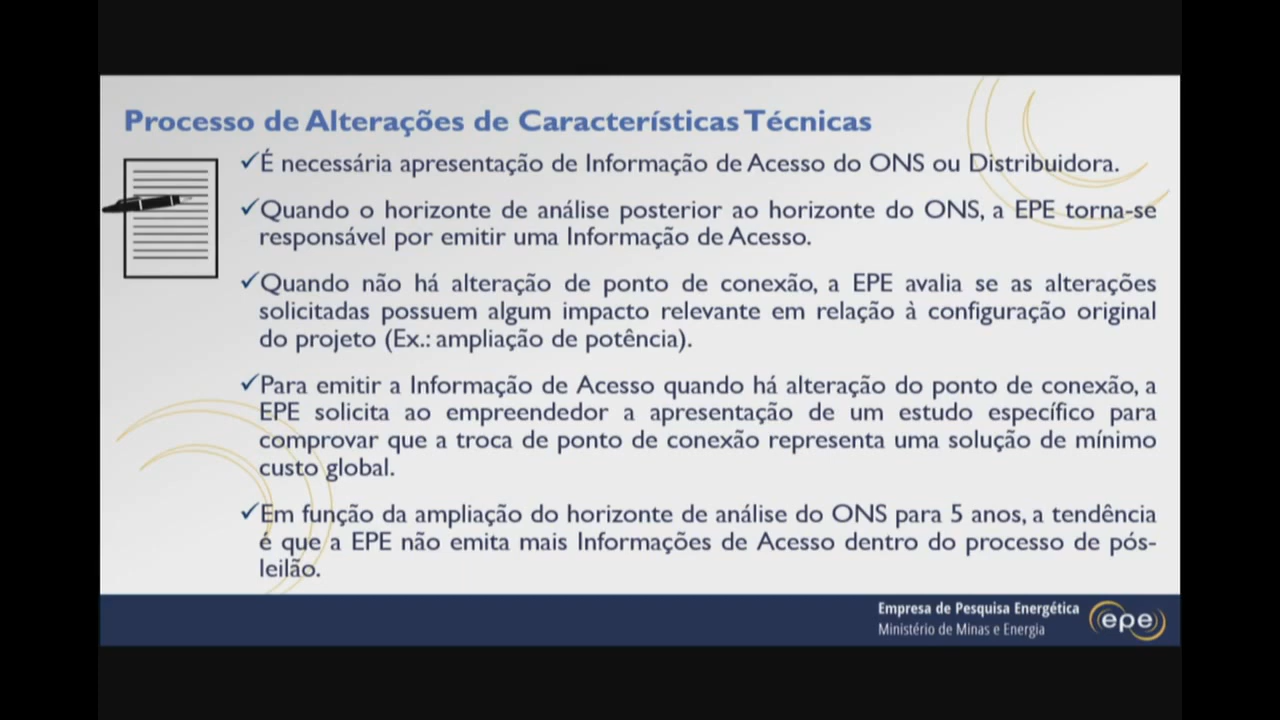 Processo de Alterações de Características Técnicas
✓É necessária apresentação de Informação de Acesso do ONS ou Distribuidora.
✓Quando o horizonte de análise posterior ao horizonte do ONS, a EPE torna-se
responsável por emitir uma Informação de Acesso.
✓Quando não há alteração de ponto de conexão, a EPE avalia se as alterações
solicitadas possuem algum impacto relevante em relação à configuração original
do projeto (Ex.: ampliação de potência).
✓Para emitir a Informação de Acesso quando há alteração do ponto de conexão, a
EPE solicita ao empreendedor a apresentação de um estudo específico para
comprovar que a troca de ponto de conexão representa uma solução de mínimo
custo global.
✓Em função da ampliação do horizonte de análise do ONS para 5 anos, a tendência
é que a EPE não emita mais Informações de Acesso dentro do processo de pós-
leilão.
Empresa de Pesquisa Energética
Ministério de Minas e Energia
epe